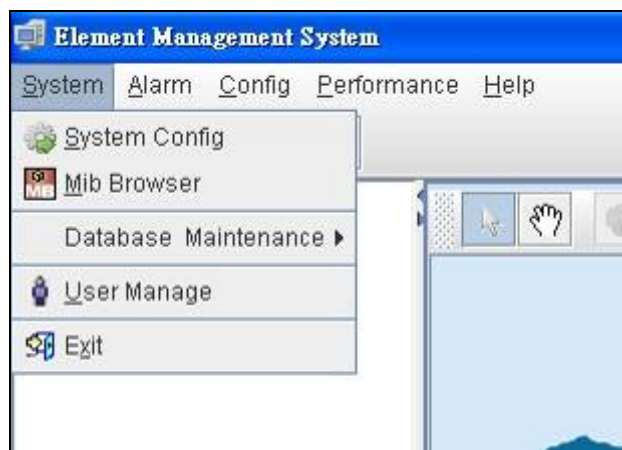 Element Management System
System Alarm Config Performance Help
System Config
Mib Browser
Database Maintenance
User Manage
Exit